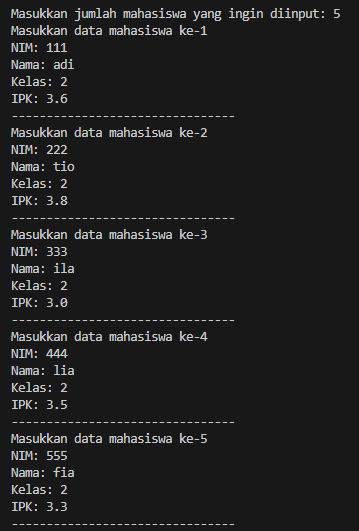 Masukkan jumlah mahasiswa yang ingin diinput: 5
Masukkan data mahasiswa ke-1
NIM: 111
Nama: adi
Kelas: 2
IPK: 3.6
--------------------------------
Masukkan data mahasiswa ke-2
NIM: 222
Nama: tio
Kelas: 2
IPK: 3.8
--------------------------------
Masukkan data mahasiswa ke-3
NIM: 333
Nama: ila
Kelas: 2
IPK: 3.0
--------------------------------
Masukkan data mahasiswa ke-4
NIM: 444
Nama: lia
Kelas: 2
IPK: 3.5
--------------------------------
Masukkan data mahasiswa ke-5
NIM: 555
Nama: fia
Kelas: 2
IPK: 3.3
--------------------------------